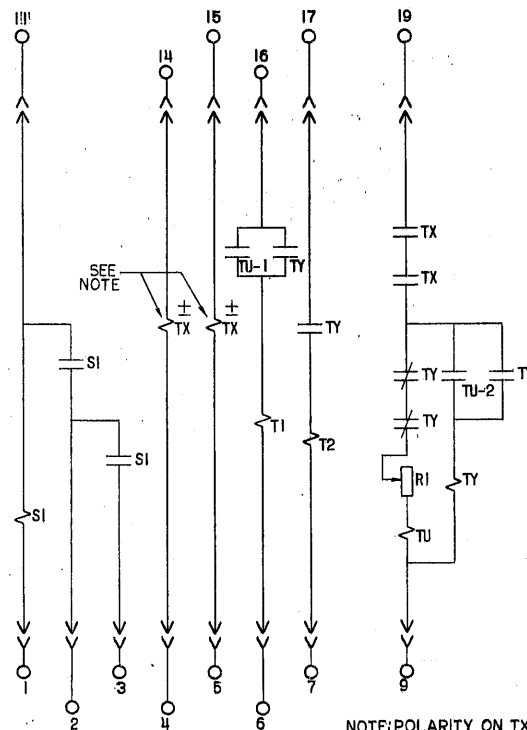 11
15
17
19
14
16
TX
TU-1
TY
SEE
NOTE
±
TX
±
TX
TX
TY
S1
TY
TU-2
T1
TY
S1
T2
R1
TY
S1
TU
1
3
5
7
9
2
4
6
NOTE: POLARITY ON TX